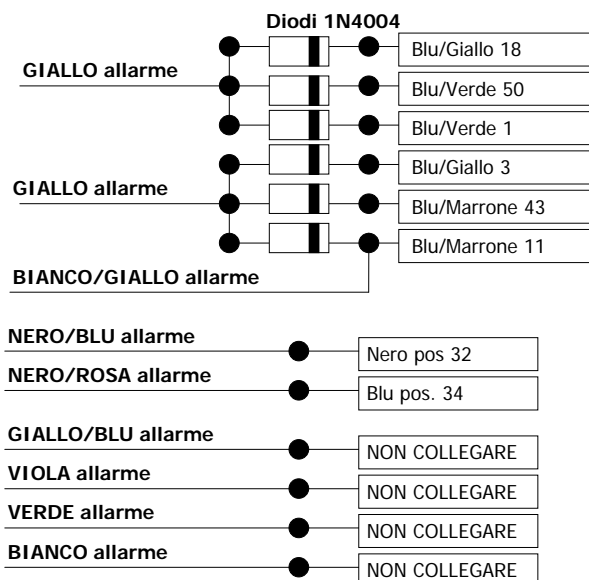 Diodi 1N4004
Blu/Giallo 18
GIALLO allarme
Blu/Verde 50
Blu/Verde 1
Blu/Giallo 3
GIALLO allarme
Blu/Marrone 43
Blu/Marrone 11
BIANCO/GIALLO allarme
NERO/BLU allarme
Nero pos 32
NERO/ROSA allarme
Blu pos. 34
GIALLO/BLU allarme
NON COLLEGARE
VIOLA allarme
NON COLLEGARE
VERDE allarme
NON COLLEGARE
BIANCO allarme
NON COLLEGARE